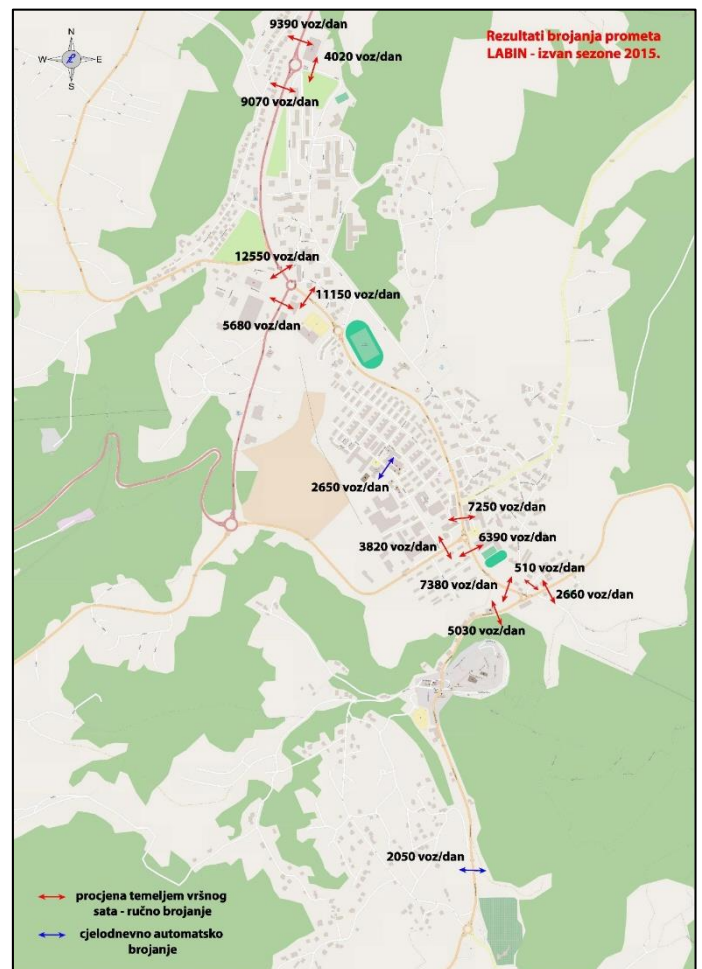 9390 voz/dan
Rezultati brojanja prometa
LABIN - izvan sezone 2015.
N
W E
S
4020 voz/dan
9070 voz/dan
12550 voz/dan
11150 voz/dan
5680 voz/dan
2650 voz/dan
7250 voz/dan
3820 voz/dan
6390 voz/dan
510 voz/dan
7380 voz/dan
2660 voz/dan
5030 voz/dan
2050 voz/dan
procjena temeljem vršnog
sata - ručno brojanje
cjelodnevno automatsko
brojanje